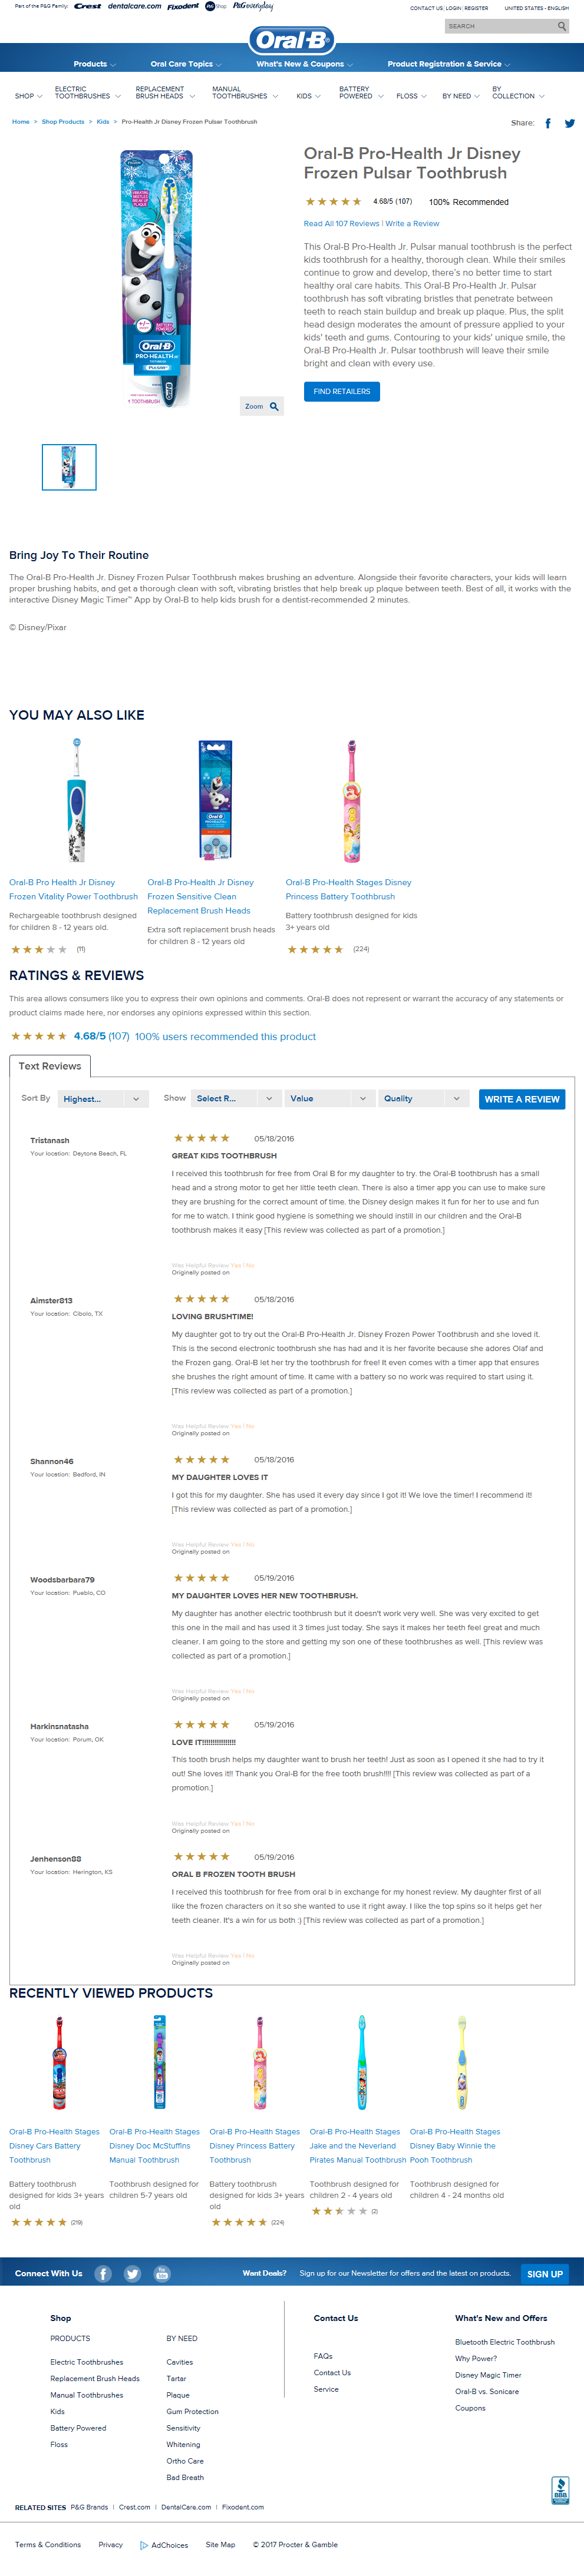 Part of the P&G Family: Crest dentalcare.com Fixodent P&G Shop P&G everyday
CONTACT US | LOGIN | REGISTER UNITED STATES - ENGLISH
SEARCH
Oral-B
Products Oral Care Topics What's New & Coupons Product Registration & Service
SHOP ELECTRIC TOOTHBRUSHES REPLACEMENT BRUSH HEADS MANUAL TOOTHBRUSHES KIDS BATTERY POWERED FLOSS BY NEED BY COLLECTION
Home > Shop Products > Kids > Pro-Health Jr Disney Frozen Pulsar Toothbrush
Share:
Oral-B Pro-Health Jr Disney
Frozen Pulsar Toothbrush
4.68/5 (107) 100% Recommended
Read All 107 Reviews | Write a Review
This Oral-B Pro-Health Jr. Pulsar manual toothbrush is the perfect
kids toothbrush for a healthy, thorough clean. While their smiles
continue to grow and develop, there's no better time to start
healthy oral care habits. This Oral-B Pro-Health Jr. Pulsar
toothbrush has soft vibrating bristles that penetrate between
teeth to reach stain buildup and break up plaque. Plus, the split
head design moderates the amount of pressure applied to your
kids' teeth and gums. Contouring to your kids' unique smile, the
Oral-B Pro-Health Jr. Pulsar toothbrush will leave their smile
bright and clean with every use.
FIND RETAILERS
Oral-B
PRO-HEALTH JR.
PULSAR
1 TOOTHBRUSH
Oral-B
Zoom
Bring Joy To Their Routine
The Oral-B Pro-Health Jr. Disney Frozen Pulsar Toothbrush makes brushing an adventure. Alongside their favorite characters, your kids will learn
proper brushing habits, and get a thorough clean with soft, vibrating bristles that help break up plaque between teeth. Best of all, it works with the
interactive Disney Magic Timer™ App by Oral-B to help kids brush for a dentist-recommended 2 minutes.
© Disney/Pixar
YOU MAY ALSO LIKE
Oral-B Pro Health Jr Disney
Frozen Vitality Power Toothbrush
Rechargeable toothbrush designed
for children 8 - 12 years old.
(11)
Oral-B Pro-Health Jr Disney
Frozen Sensitive Clean
Replacement Brush Heads
Extra soft replacement brush heads
for children 8 - 12 years old
Oral-B Pro-Health Stages Disney
Princess Battery Toothbrush
Battery toothbrush designed for kids
3+ years old
(224)
RATINGS & REVIEWS
This area allows consumers like you to express their own opinions and comments. Oral-B does not represent or warrant the accuracy of any statements or
product claims made here, nor endorses any opinions expressed within this section.
4.68/5 (107) 100% users recommended this product
Text Reviews
Sort By Highest... Show Select R... Value Quality WRITE A REVIEW
Tristanash
Your location: Daytona Beach, FL
05/18/2016
GREAT KIDS TOOTHBRUSH
I received this toothbrush for free from Oral B for my daughter to try. the Oral-B toothbrush has a small
head and a strong motor to get her little teeth clean. There is also a timer app you can use to make sure
they are brushing for the correct amount of time. the Disney design makes it fun for her to use and fun
for me to watch. I think good hygiene is something we should instill in our children and the Oral-B
toothbrush makes it easy [This review was collected as part of a promotion.]
Was Helpful Review Yes | No
Originally posted on
Aimster813
Your location: Cibolo, TX
05/18/2016
LOVING BRUSHTIME!
My daughter got to try out the Oral-B Pro-Health Jr. Disney Frozen Power Toothbrush and she loved it.
This is the second electronic toothbrush she has had and it is her favorite because she adores Olaf and
the Frozen gang. Oral-B let her try the toothbrush for free! It even comes with a timer app that ensures
she brushes the right amount of time. It came with a battery so no work was required to start using it.
[This review was collected as part of a promotion.]
Was Helpful Review Yes | No
Originally posted on
Shannon46
Your location: Bedford, IN
05/18/2016
MY DAUGHTER LOVES IT
I got this for my daughter. She has used it every day since I got it! We love the timer! I recommend it!
[This review was collected as part of a promotion.]
Was Helpful Review Yes | No
Originally posted on
Woodsbarbara79
Your location: Pueblo, CO
05/19/2016
MY DAUGHTER LOVES HER NEW TOOTHBRUSH.
My daughter has another electric toothbrush but it doesn't work very well. She was very excited to get
this one in the mail and has used it 3 times just today. She says it makes her teeth feel great and much
cleaner. I am going to the store and getting my son one of these toothbrushes as well. [This review was
collected as part of a promotion.]
Was Helpful Review Yes | No
Originally posted on
Harkinsnatasha
Your location: Porum, OK
05/19/2016
LOVE IT!!!!!!!!!!!!!!!!
This tooth brush helps my daughter want to brush her teeth! Just as soon as I opened it she had to try it
out! She loves it!! Thank you Oral-B for the free tooth brush!!!! [This review was collected as part of a
promotion.]
Was Helpful Review Yes | No
Originally posted on
Jenhenson88
Your location: Herington, KS
05/19/2016
ORAL B FROZEN TOOTH BRUSH
I received this toothbrush for free from oral b in exchange for my honest review. My daughter first of all
like the frozen characters on it so she wanted to use it right away. I like the top spins so it helps get her
teeth cleaner. It's a win for us both :) [This review was collected as part of a promotion.]
Was Helpful Review Yes | No
Originally posted on
RECENTLY VIEWED PRODUCTS
Oral-B Pro-Health Stages
Disney Cars Battery
Toothbrush
Battery toothbrush
designed for kids 3+ years
old
(219)
Oral-B Pro-Health Stages
Disney Doc McStuffins
Manual Toothbrush
Toothbrush designed for
children 5-7 years old
Oral-B Pro-Health Stages
Disney Princess Battery
Toothbrush
Battery toothbrush
designed for kids 3+ years
old
(224)
Oral-B Pro-Health Stages
Jake and the Neverland
Pirates Manual Toothbrush
Toothbrush designed for
children 2 - 4 years old
(2)
Oral-B Pro-Health Stages
Disney Baby Winnie the
Pooh Toothbrush
Toothbrush designed for
children 4 - 24 months old
Connect With Us Want Deals? Sign up for our Newsletter for offers and the latest on products. SIGN UP
Shop
PRODUCTS
Electric Toothbrushes
Replacement Brush Heads
Manual Toothbrushes
Kids
Battery Powered
Floss
BY NEED
Cavities
Tartar
Plaque
Gum Protection
Sensitivity
Whitening
Ortho Care
Bad Breath
Contact Us
FAQs
Contact Us
Service
What's New and Offers
Bluetooth Electric Toothbrush
Why Power?
Disney Magic Timer
Oral-B vs. Sonicare
Coupons
BBB
RELATED SITES P&G Brands | Crest.com | DentalCare.com | Fixodent.com
Terms & Conditions Privacy AdChoices Site Map © 2017 Procter & Gamble